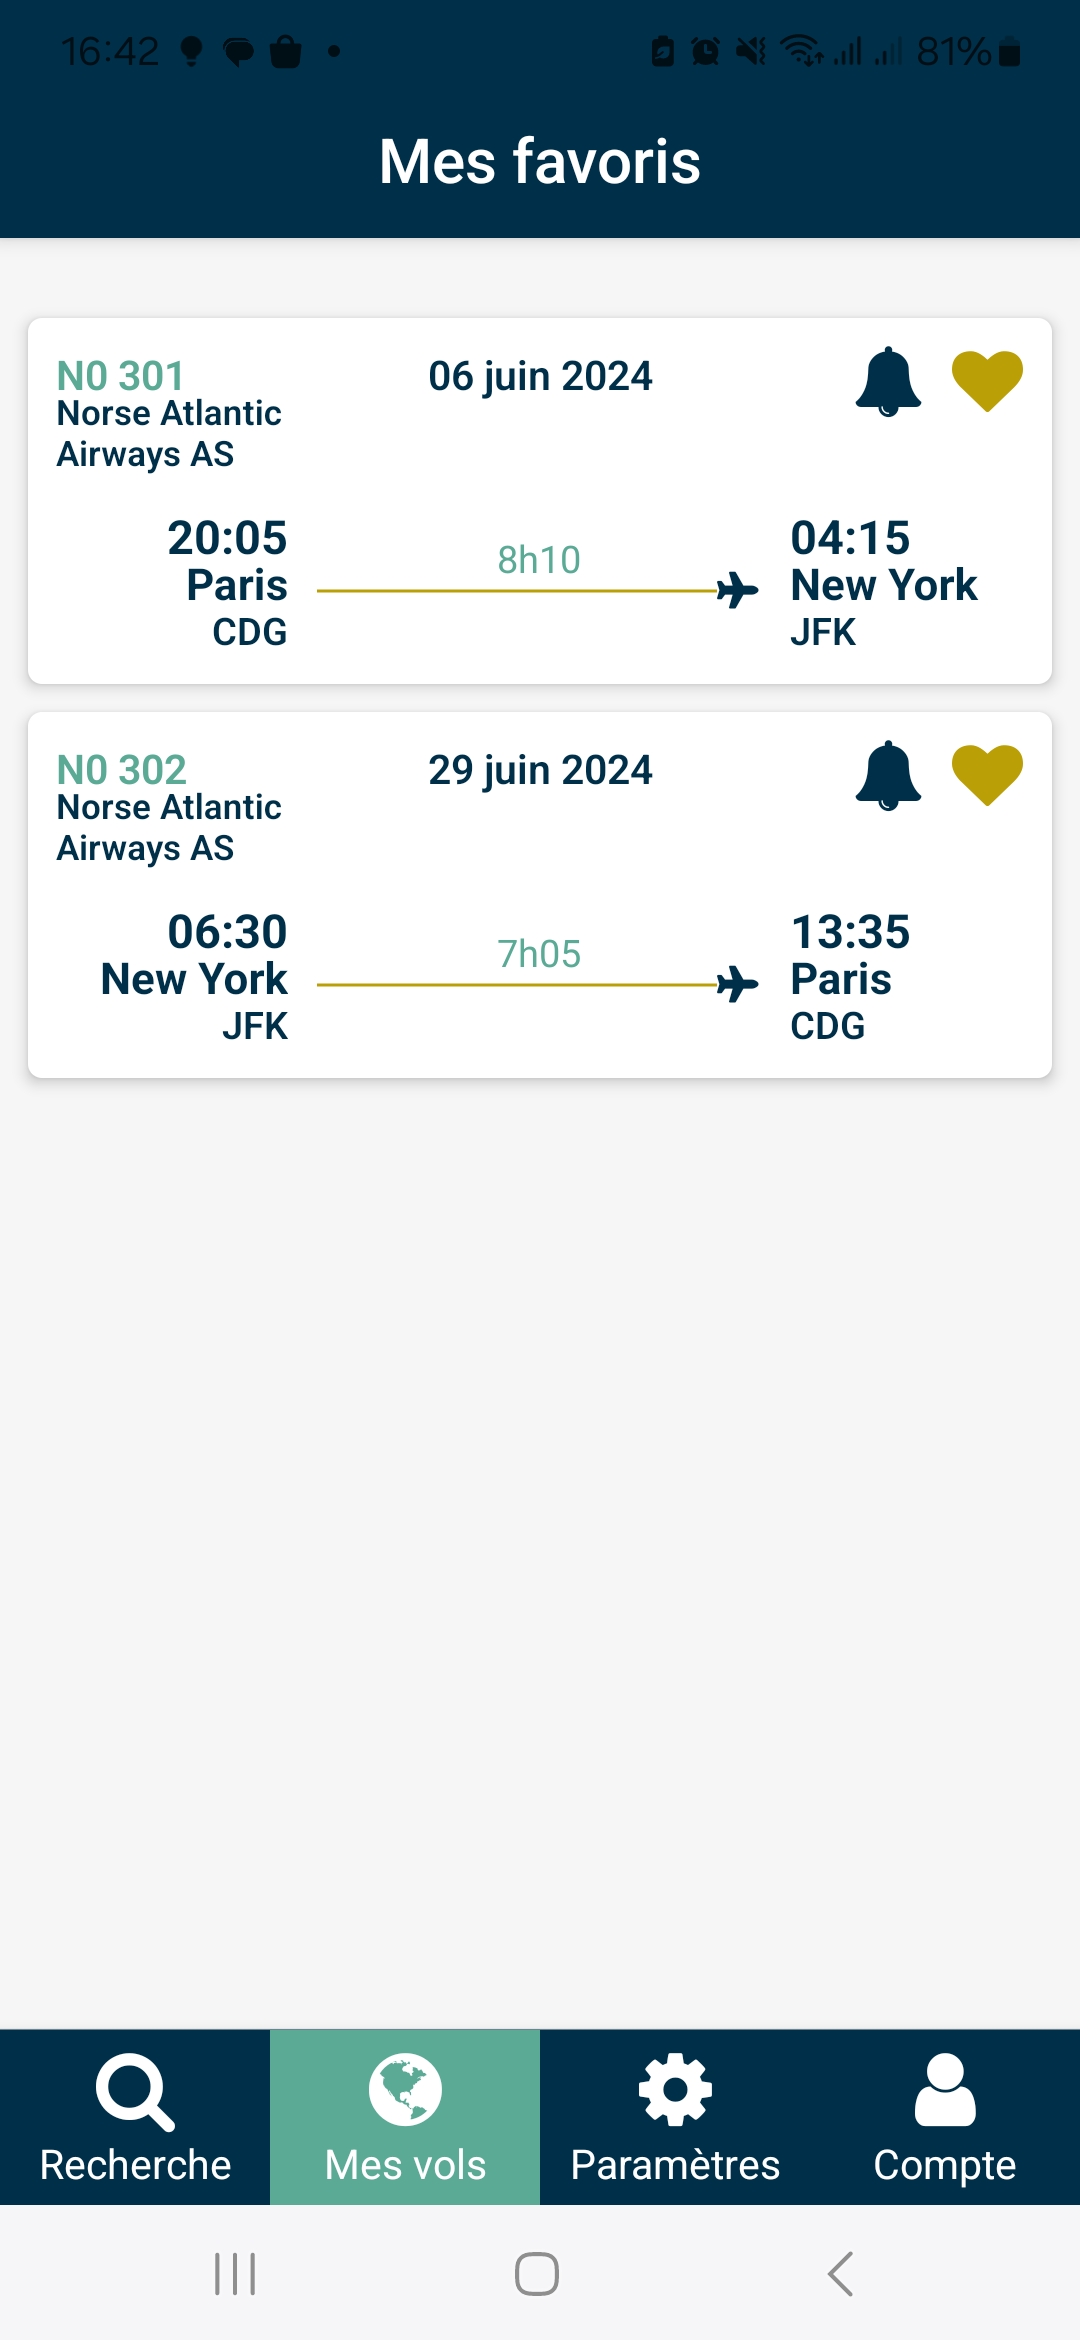 16:42 81%
Mes favoris
N0 301 06 juin 2024
Norse Atlantic
Airways AS
20:05 8h10 04:15
Paris New York
CDG JFK
N0 302 29 juin 2024
Norse Atlantic
Airways AS
06:30 7h05 13:35
New York Paris
JFK CDG
Recherche Mes vols Paramètres Compte